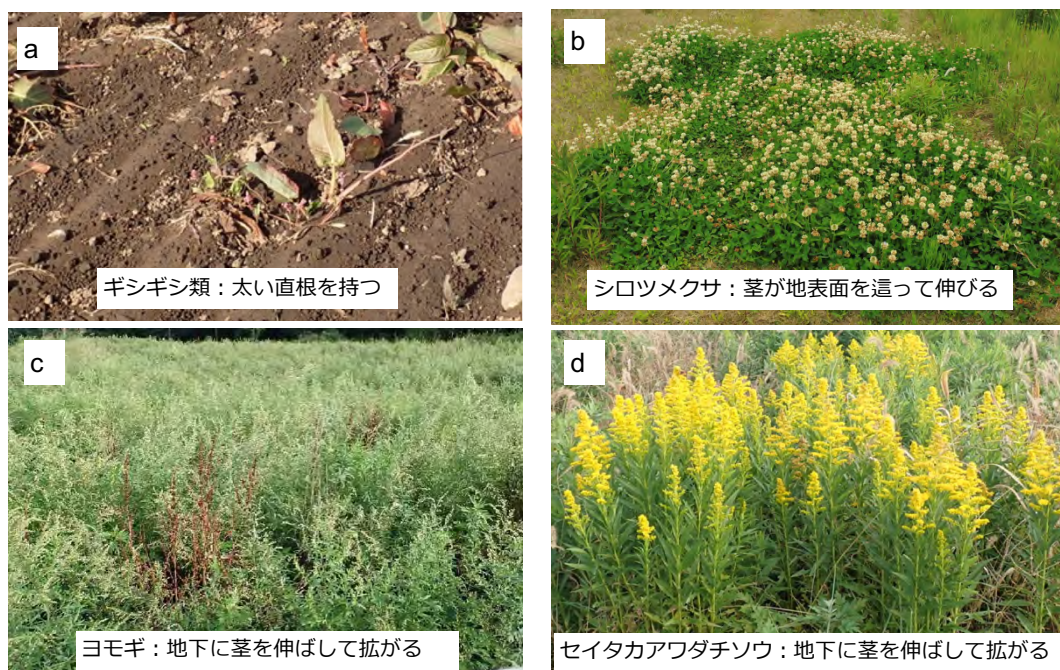 a
ギシギシ類：太い直根を持つ
b
シロツメクサ：茎が地表面を這って伸びる
c
ヨモギ：地下に茎を伸ばして拡がる
d
セイタカアワダチソウ：地下に茎を伸ばして拡がる